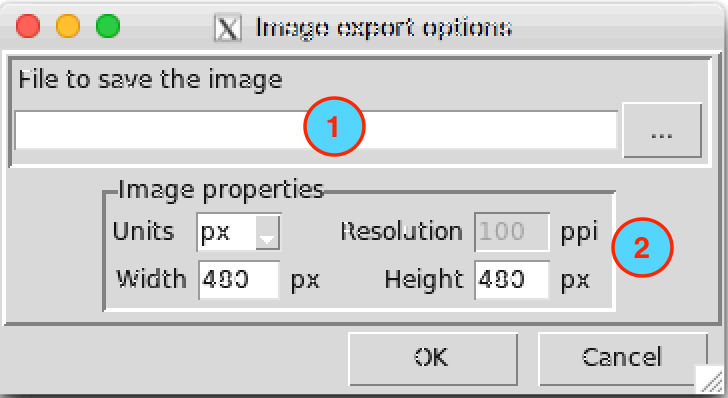 Image export options
File to save the image
1
...
Image properties
Units px Resolution 100 ppi
2
Width 480 px Height 480 px
OK Cancel